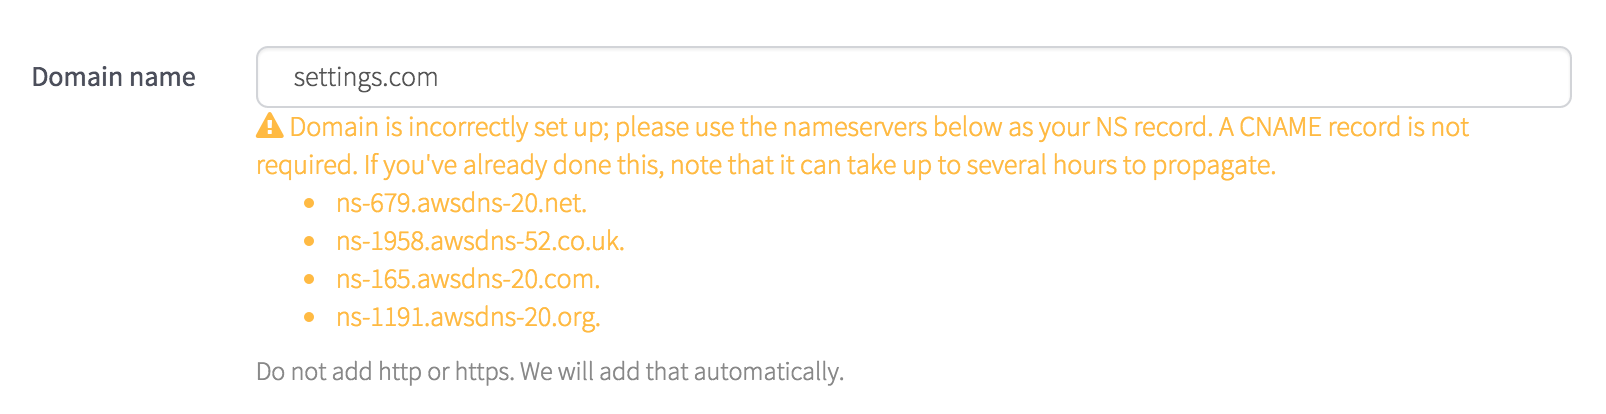 Domain name
settings.com
Domain is incorrectly set up; please use the nameservers below as your NS record. A CNAME record is not
required. If you've already done this, note that it can take up to several hours to propagate.
• ns-679.awsdns-20.net.
• ns-1958.awsdns-52.co.uk.
• ns-165.awsdns-20.com.
• ns-1191.awsdns-20.org.
Do not add http or https. We will add that automatically.